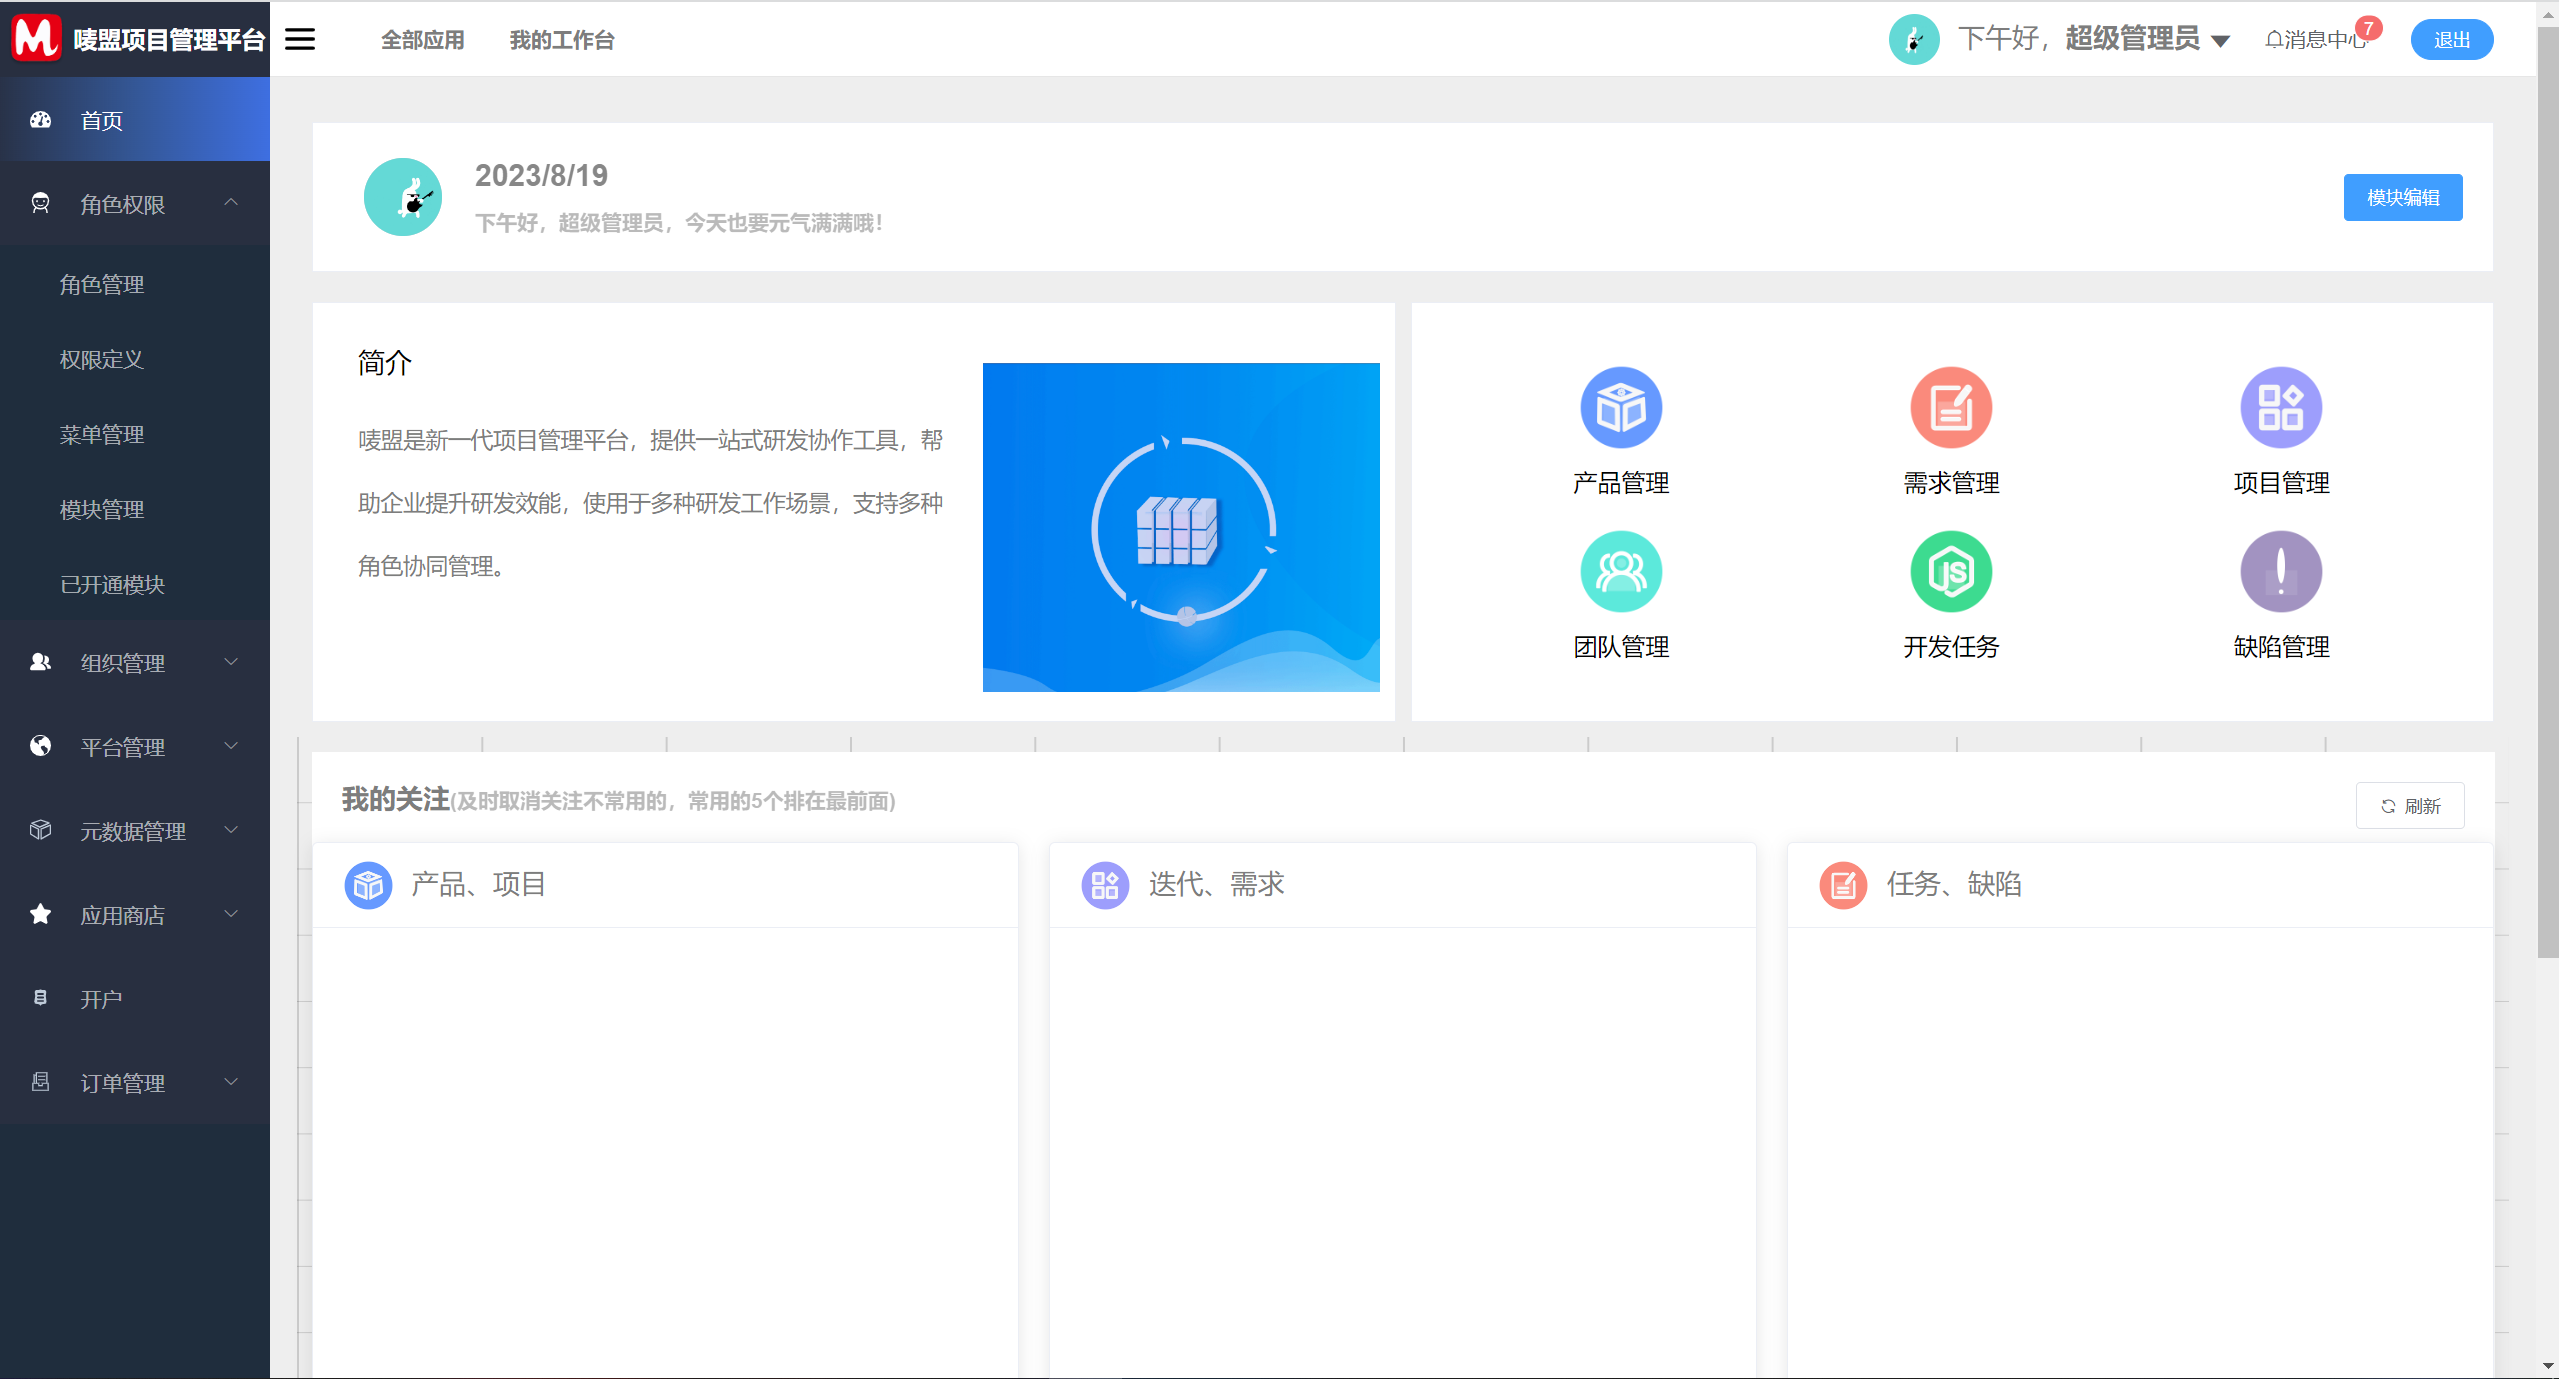 唛盟项目管理平台
全部应用
我的工作台
下午好，超级管理员
消息中心
7
退出
首页
角色权限
角色管理
权限定义
菜单管理
模块管理
已开通模块
组织管理
平台管理
元数据管理
应用商店
开户
订单管理
2023/8/19
下午好，超级管理员，今天也要元气满满哦！
模块编辑
简介
唛盟是新一代项目管理平台，提供一站式研发协作工具，帮
助企业提升研发效能，使用于多种研发工作场景，支持多种
角色协同管理。
产品管理
需求管理
项目管理
团队管理
开发任务
缺陷管理
我的关注(及时取消关注不常用的，常用的5个排在最前面)
刷新
产品、项目
迭代、需求
任务、缺陷